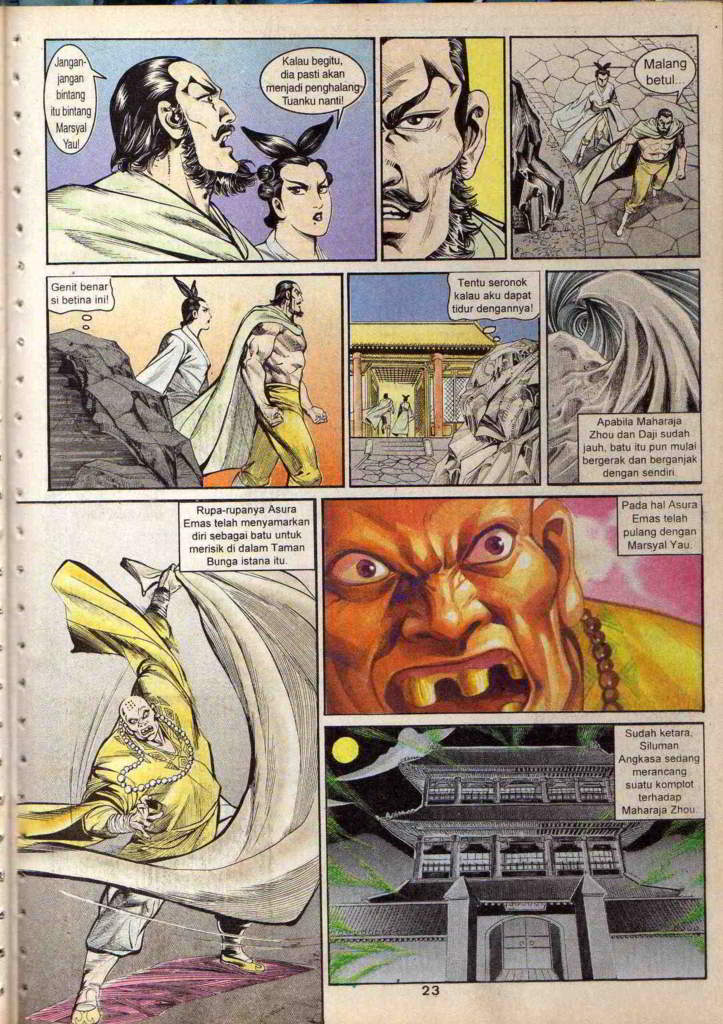 Jangan-
jangan
bintang
itu bintang
Marsyal
Yau!
Kalau begitu,
dia pasti akan
menjadi penghalang
Tuanku nanti!
Malang
betul...
Genit benar
si betina ini!
Tentu seronok
kalau aku dapat
tidur dengannya!
Apabila Maharaja
Zhou dan Daji sudah
jauh, batu itu pun mulai
bergerak dan berganjak
dengan sendiri.
Rupa-rupanya Asura
Emas telah menyamarkan
diri sebagai batu untuk
merisik di dalam Taman
Bunga istana itu.
Pada hal Asura
Emas telah
pulang dengan
Marsyal Yau.
Sudah ketara,
Siluman
Angkasa sedang
merancang
suatu komplot
terhadap
Maharaja Zhou.
23